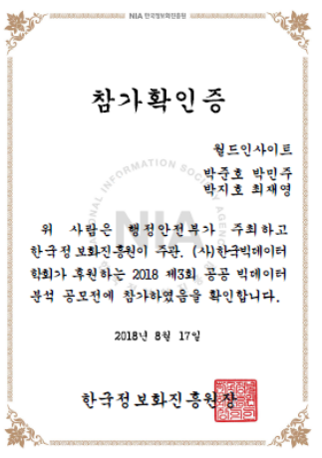 NIA 한국정보화진흥원
참가확인증
월드인사이트
박준호 박민주
박지호 최재영
위 사람은 행정안전부가 주최하고
한국정보화진흥원이 주관, (사)한국빅데이터
학회가 후원하는 2018 제3회 공공 빅데이터
분석 공모전에 참가하였음을 확인합니다.
2018년 8월 17일
한국정보화진흥원장
NATIONAL INFORMATION SOCIETY AGENCY
NIA